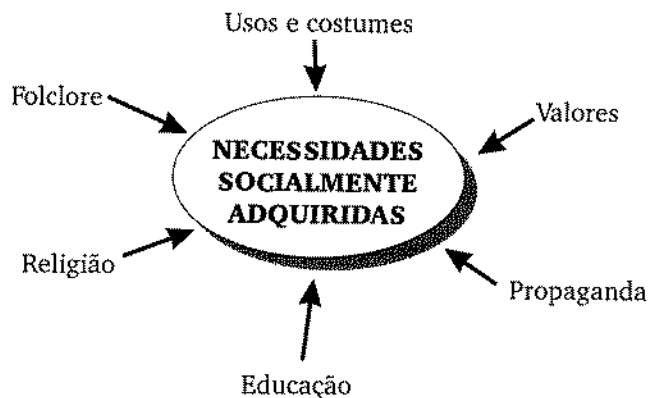 Usos e costumes
Folclore
Valores
NECESSIDADES
SOCIALMENTE
ADQUIRIDAS
Religião
Propaganda
Educação